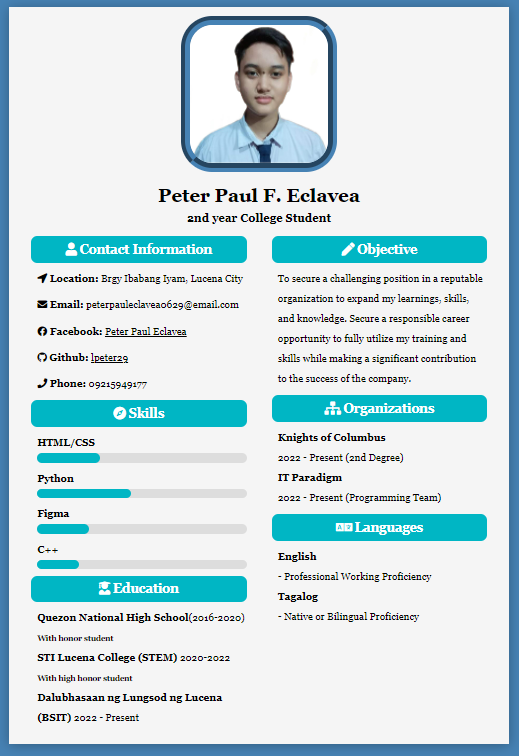 Peter Paul F. Eclavea
2nd year College Student
Contact Information
Location: Brgy Ibabang Iyam, Lucena City
Email: peterpauleclavea0629@email.com
Facebook: Peter Paul Eclavea
Github: lpeter29
Phone: 09215949177
Skills
HTML/CSS
Python
Figma
C++
Education
Quezon National High School(2016-2020)
With honor student
STI Lucena College (STEM) 2020-2022
With high honor student
Dalubhasaan ng Lungsod ng Lucena
(BSIT) 2022 - Present
Objective
To secure a challenging position in a reputable
organization to expand my learnings, skills,
and knowledge. Secure a responsible career
opportunity to fully utilize my training and
skills while making a significant contribution
to the success of the company.
Organizations
Knights of Columbus
2022 - Present (2nd Degree)
IT Paradigm
2022 - Present (Programming Team)
Languages
English
- Professional Working Proficiency
Tagalog
- Native or Bilingual Proficiency